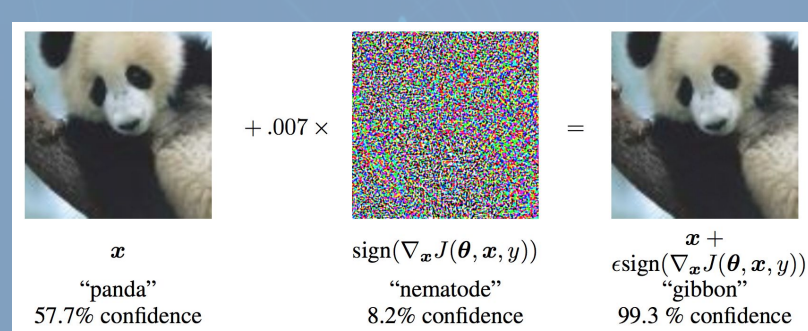 + .007 ×
=
x
"panda"
57.7% confidence
sign(∇ₓJ(θ, x, y))
"nematode"
8.2% confidence
x +
ϵsign(∇ₓJ(θ, x, y))
"gibbon"
99.3 % confidence